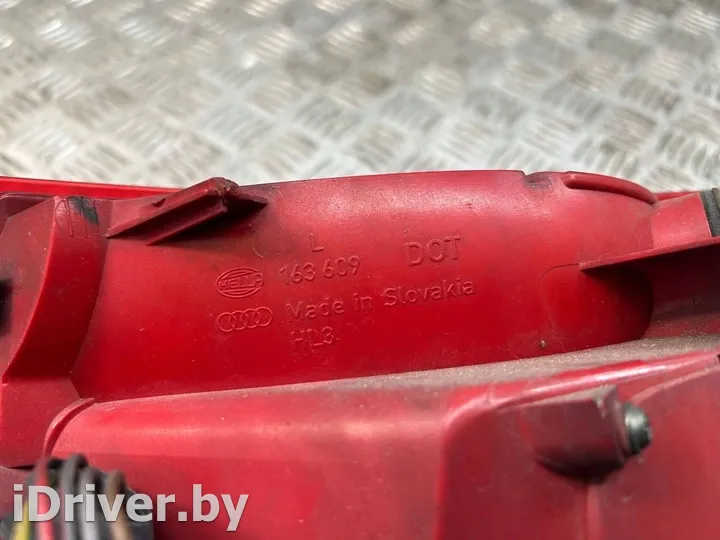 L
HELLA 163 609 DOT
Made in Slovakia
HL3
iDriver.by